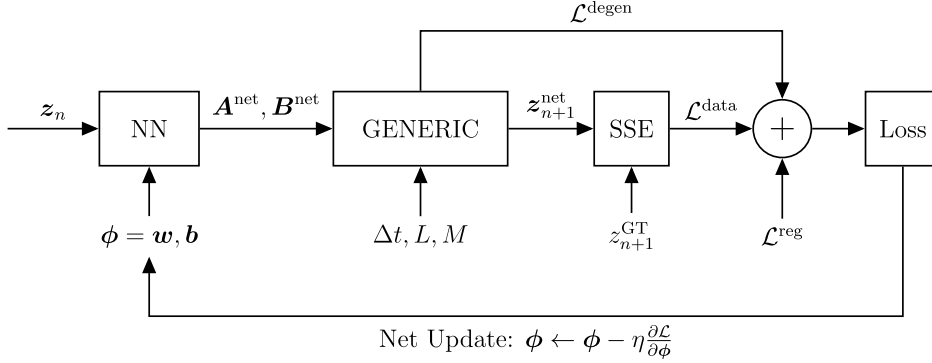 𝓛^degen
𝒛_n
NN
𝑨^net, 𝑩^net
GENERIC
𝒛^net_{n+1}
SSE
𝓛^data
+
Loss
ϕ = 𝒘, 𝒃
Δt, L, M
z^GT_{n+1}
𝓛^reg
Net Update: ϕ ← ϕ − η ∂𝓛/∂ϕ